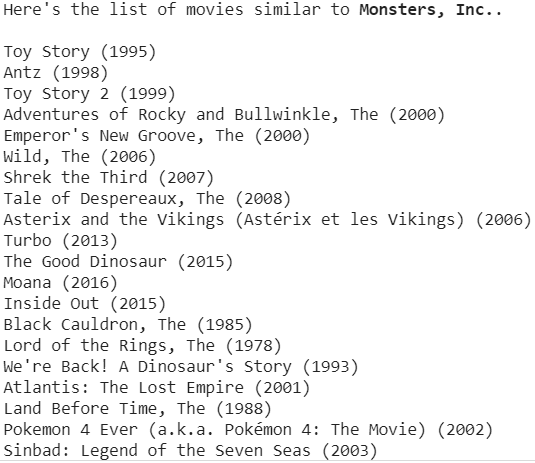 Here's the list of movies similar to Monsters, Inc..
Toy Story (1995)
Antz (1998)
Toy Story 2 (1999)
Adventures of Rocky and Bullwinkle, The (2000)
Emperor's New Groove, The (2000)
Wild, The (2006)
Shrek the Third (2007)
Tale of Despereaux, The (2008)
Asterix and the Vikings (Astérix et les Vikings) (2006)
Turbo (2013)
The Good Dinosaur (2015)
Moana (2016)
Inside Out (2015)
Black Cauldron, The (1985)
Lord of the Rings, The (1978)
We're Back! A Dinosaur's Story (1993)
Atlantis: The Lost Empire (2001)
Land Before Time, The (1988)
Pokemon 4 Ever (a.k.a. Pokémon 4: The Movie) (2002)
Sinbad: Legend of the Seven Seas (2003)